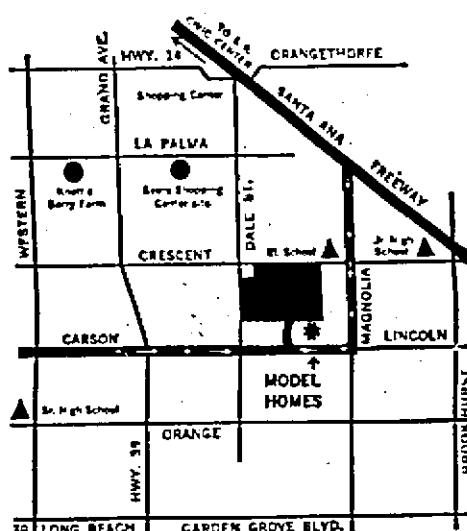 TO L.A.
CIVIC CENTER
HWY. 14
ORANGETHORPE
GRAND AVE.
Shopping Center
SANTA ANA
FREEWAY
LA PALMA
WESTERN
Knott's
Berry Farm
Sears Shopping
Center site
DALE ST.
El. School
Jr. High
School
CRESCENT
MAGNOLIA
CARSON
LINCOLN
MODEL
HOMES
BROOKHURST
Sr. High School
ORANGE
HWY. 39
LONG BEACH
GARDEN GROVE BLVD.